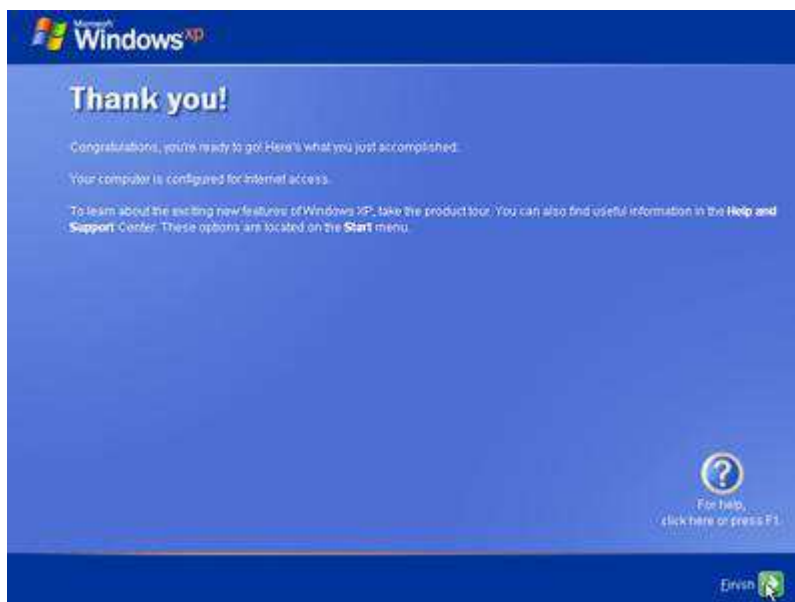 Microsoft
Windows xp
Thank you!
Congratulations, you're ready to go! Here's what you just accomplished:
Your computer is configured for Internet access.
To learn about the exciting new features of Windows XP, take the product tour. You can also find useful information in the Help and
Support Center. These options are located on the Start menu.
For help,
click here or press F1
Finish